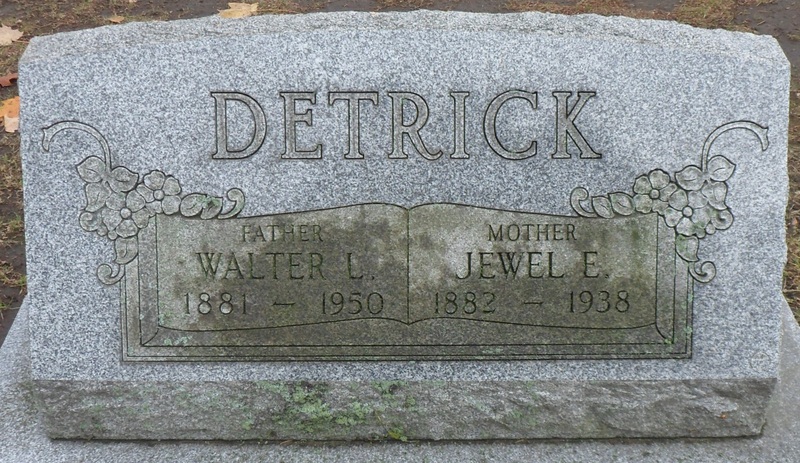 DETRICK
FATHER
WALTER L.
1881 - 1950
MOTHER
JEWEL E.
1882 - 1938